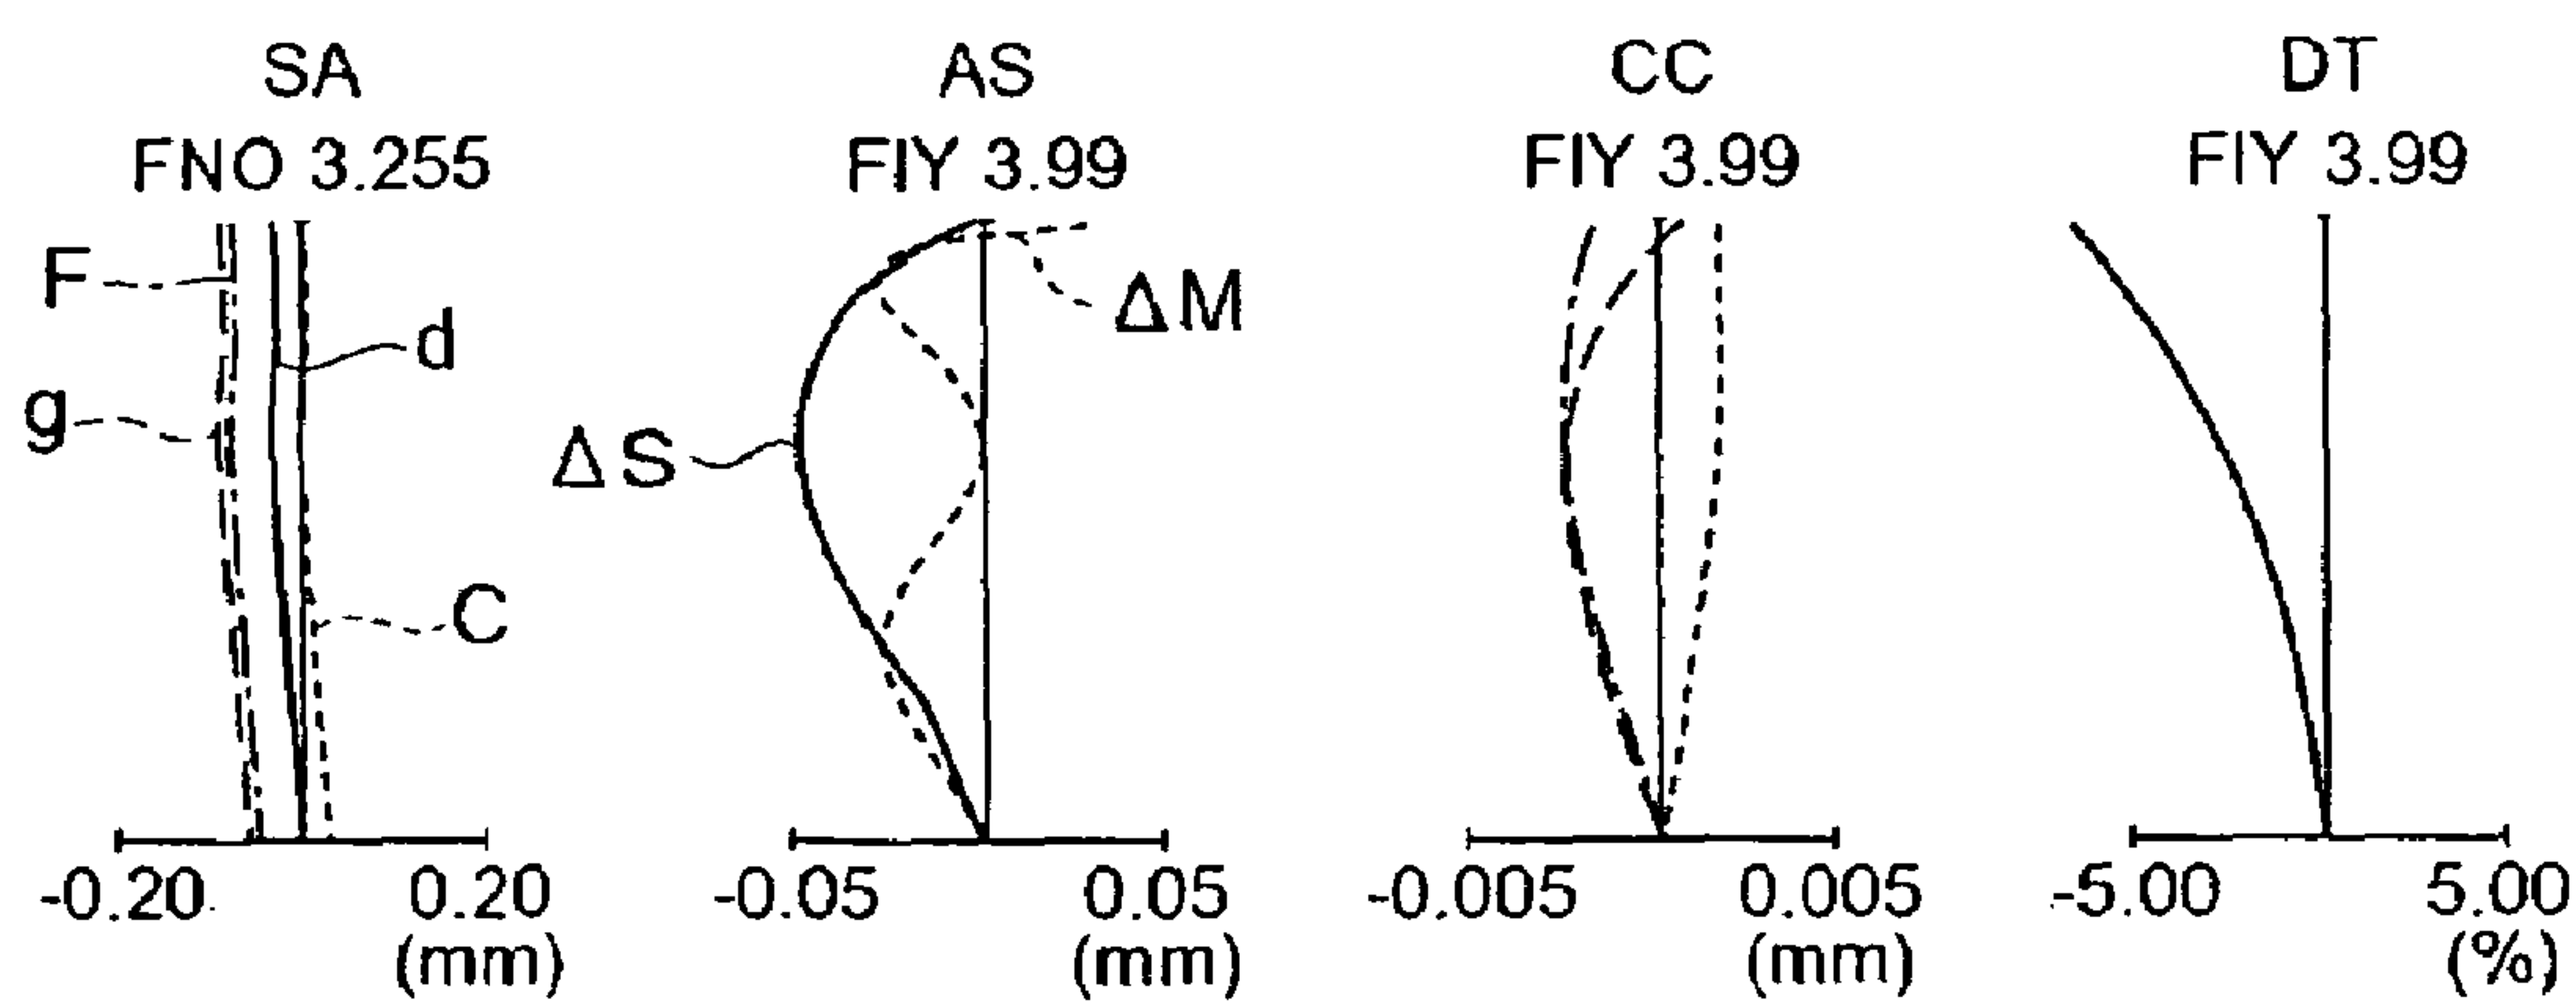 SA
FNO 3.255
AS
FIY 3.99
CC
FIY 3.99
DT
FIY 3.99
F
g
d
C
ΔS
ΔM
-0.20
0.20
(mm)
-0.05
0.05
(mm)
-0.005
0.005
(mm)
-5.00
5.00
(%)